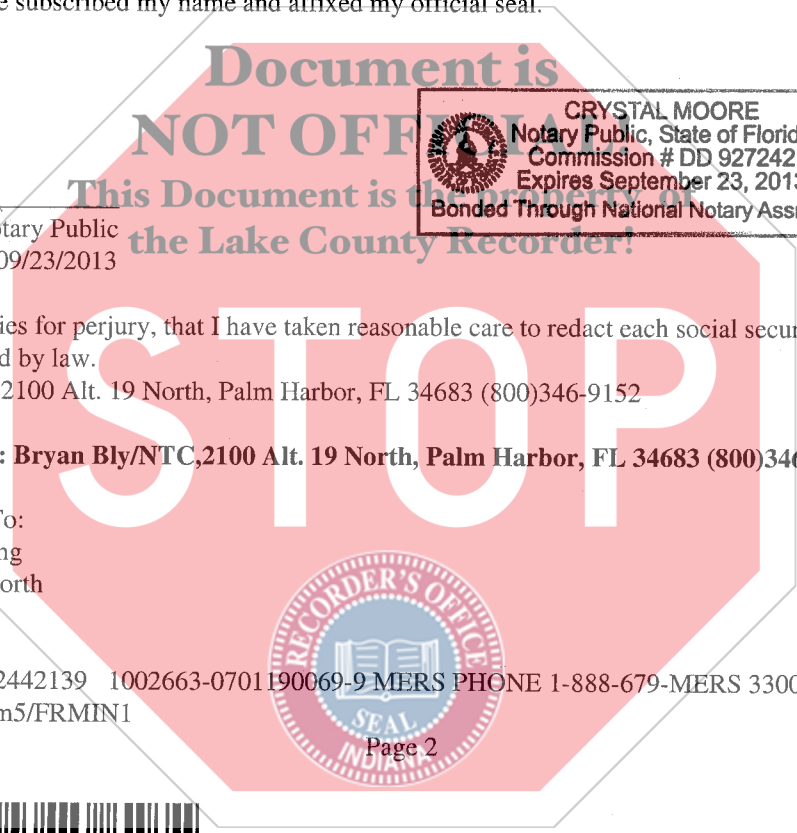 e subscribed my name and affixed my official seal.
Document is
NOT OFFICIAL!
This Document is the property of
the Lake County Recorder!
CRYSTAL MOORE
Notary Public, State of Florid
Commission # DD 927242
Expires September 23, 2013
Bonded Through National Notary Ass
tary Public
09/23/2013
ies for perjury, that I have taken reasonable care to redact each social secur
d by law.
2100 Alt. 19 North, Palm Harbor, FL 34683 (800)346-9152
: Bryan Bly/NTC,2100 Alt. 19 North, Palm Harbor, FL 34683 (800)346
STOP
To:
ng
orth
RECORDER'S OFFICE
SEAL
INDIANA
2442139 1002663-0701190069-9 MERS PHONE 1-888-679-MERS 3300
m5/FRMIN1
Page 2